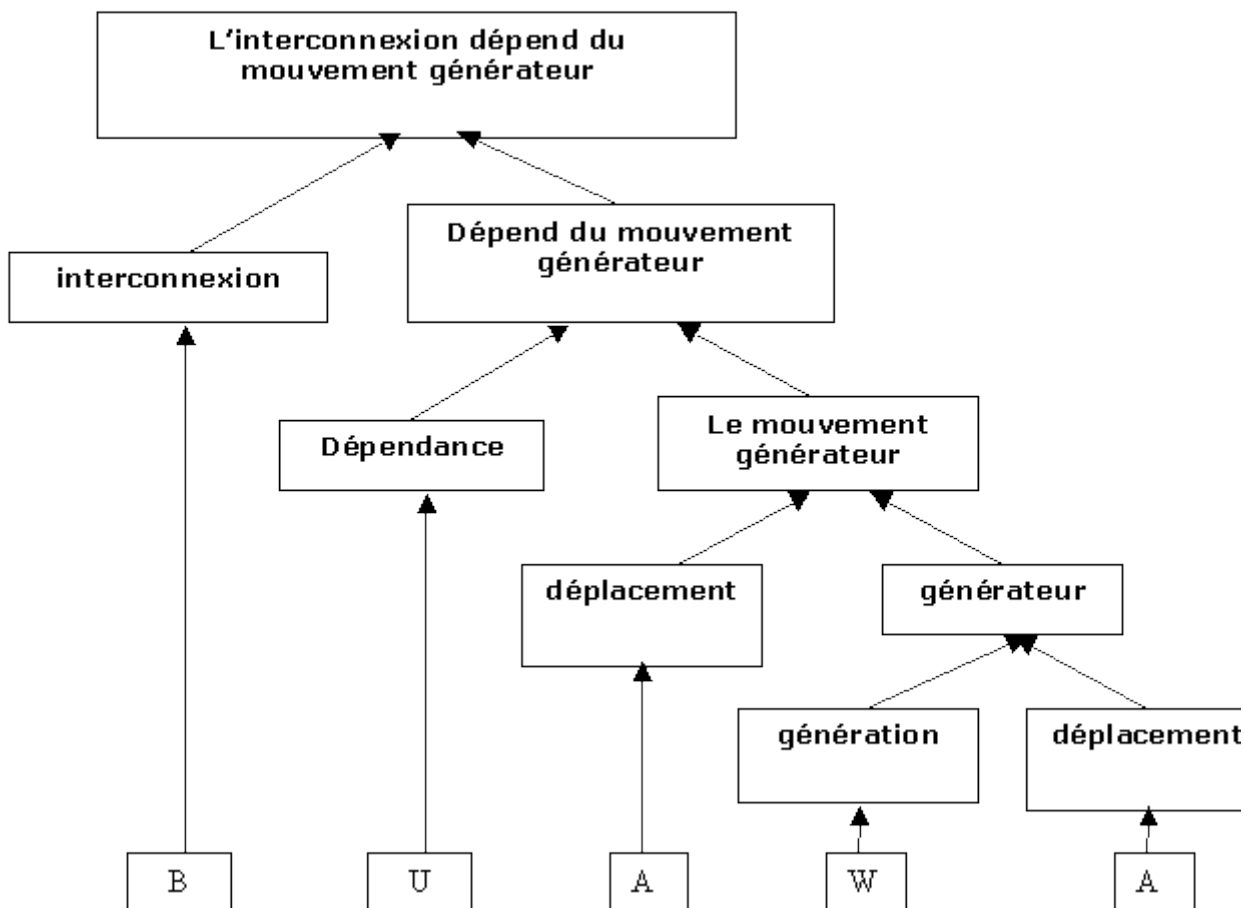 L’interconnexion dépend du
mouvement générateur
Dépend du mouvement
générateur
interconnexion
Dépendance
Le mouvement
générateur
déplacement
générateur
génération
déplacement
B
U
A
W
A